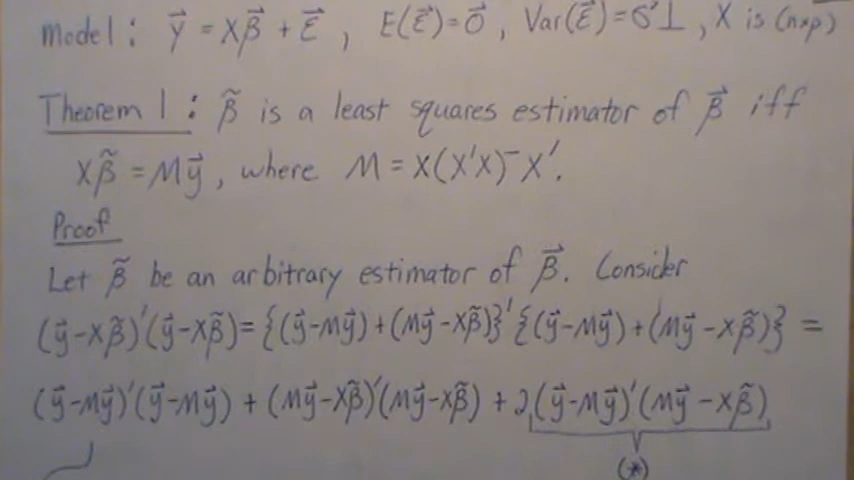 model: y⃗ = Xβ⃗ + ε⃗, E(ε⃗)=0⃗, Var(ε⃗)=σ²I, X is (n×p)
Theorem 1: β̃ is a least squares estimator of β⃗ iff
Xβ̃ = My⃗, where M = X(X'X)⁻X'.
Proof
Let β̃ be an arbitrary estimator of β⃗. Consider
(y⃗-Xβ̃)'(y⃗-Xβ̃)={(y⃗-My⃗)+(My⃗-Xβ̃)}'{(y⃗-My⃗)+(My⃗-Xβ̃)} =
(y⃗-My⃗)'(y⃗-My⃗) + (My⃗-Xβ̃)'(My⃗-Xβ̃) + 2(y⃗-My⃗)'(My⃗-Xβ̃)
(*)